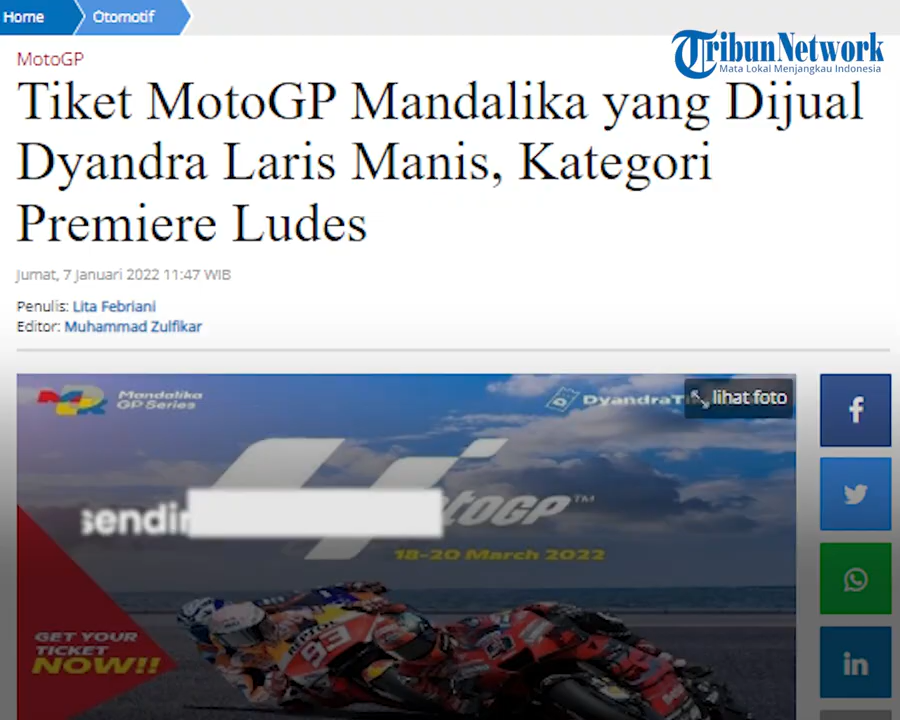 Home
Otomotif
TribunNetwork
Mata Lokal Menjangkau Indonesia
MotoGP
Tiket MotoGP Mandalika yang Dijual
Dyandra Laris Manis, Kategori
Premiere Ludes
Jumat, 7 Januari 2022 11:47 WIB
Penulis: Lita Febriani
Editor: Muhammad Zulfikar
Mandalika
GP Series
lihat foto
18-20 March 2022
GET YOUR
TICKET
NOW!!
93